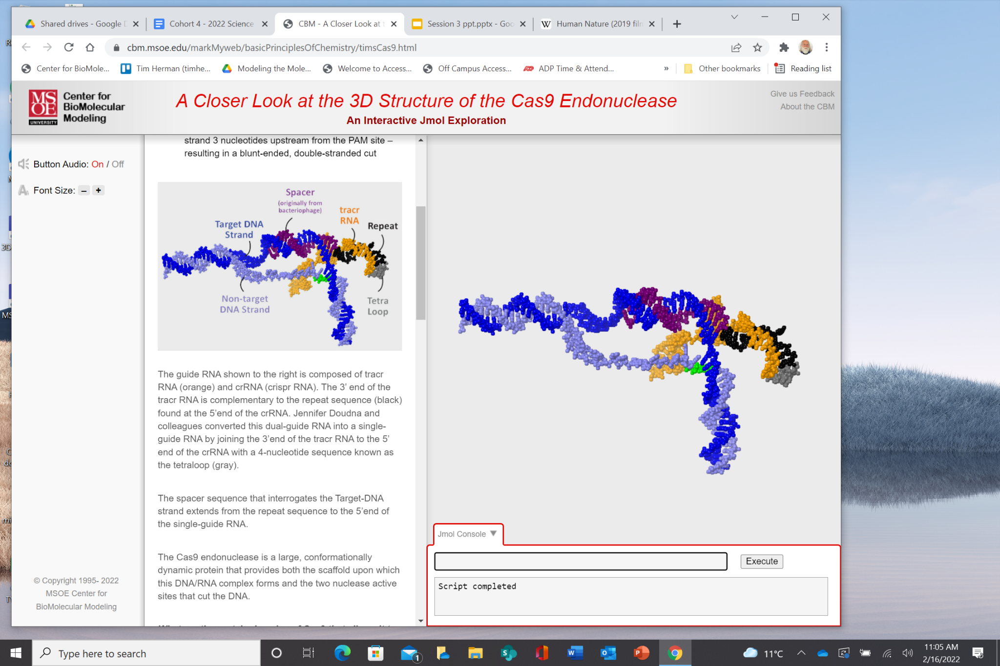 Shared drives - Google D
Cohort 4 - 2022 Science
CBM - A Closer Look at t
Session 3 ppt.pptx - Goo
Human Nature (2019 film
cbm.msoe.edu/markMyweb/basicPrinciplesOfChemistry/timsCas9.html
Center for BioMole...
Tim Herman (timhe...
Modeling the Mole...
Welcome to Access...
Off Campus Access...
ADP Time & Attend...
»
Other bookmarks
Reading list
MS
OE
UNIVERSITY
Center for
BioMolecular
Modeling
A Closer Look at the 3D Structure of the Cas9 Endonuclease
An Interactive Jmol Exploration
Give us Feedback
About the CBM
Button Audio: On / Off
Font Size: – +
© Copyright 1995- 2022
MSOE Center for
BioMolecular Modeling
strand 3 nucleotides upstream from the PAM site –
resulting in a blunt-ended, double-stranded cut
Spacer
(originally from
bacteriophage)
tracr
RNA
Repeat
Target DNA
Strand
Non-target
DNA Strand
Tetra
Loop
The guide RNA shown to the right is composed of tracr
RNA (orange) and crRNA (crispr RNA). The 3’ end of the
tracr RNA is complementary to the repeat sequence (black)
found at the 5’end of the crRNA. Jennifer Doudna and
colleagues converted this dual-guide RNA into a single-
guide RNA by joining the 3’end of the tracr RNA to the 5’
end of the crRNA with a 4-nucleotide sequence known as
the tetraloop (gray).
The spacer sequence that interrogates the Target-DNA
strand extends from the repeat sequence to the 5’end of
the single-guide RNA.
The Cas9 endonuclease is a large, conformationally
dynamic protein that provides both the scaffold upon which
this DNA/RNA complex forms and the two nuclease active
sites that cut the DNA.
Jmol Console ▼
Execute
Script completed
3D
MS
Type here to search
1
11°C
11:05 AM
2/16/2022